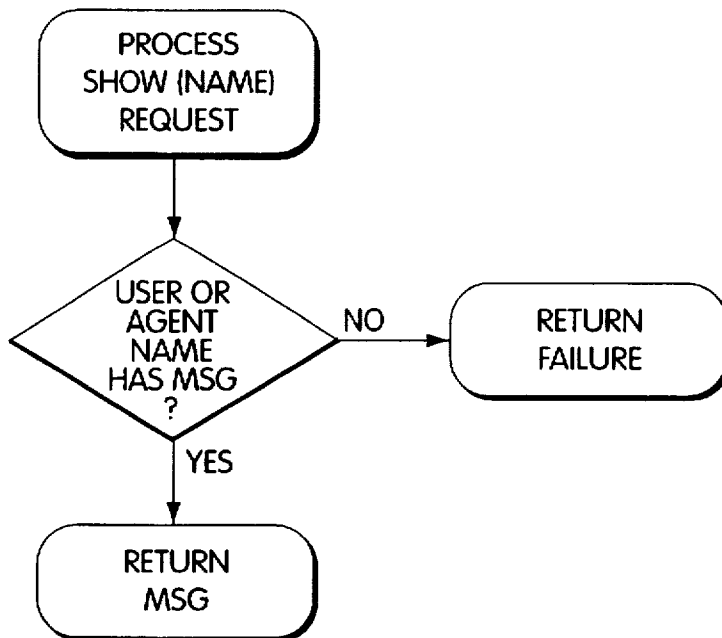 PROCESS
SHOW (NAME)
REQUEST
USER OR
AGENT
NAME
HAS MSG
?
NO
RETURN
FAILURE
YES
RETURN
MSG